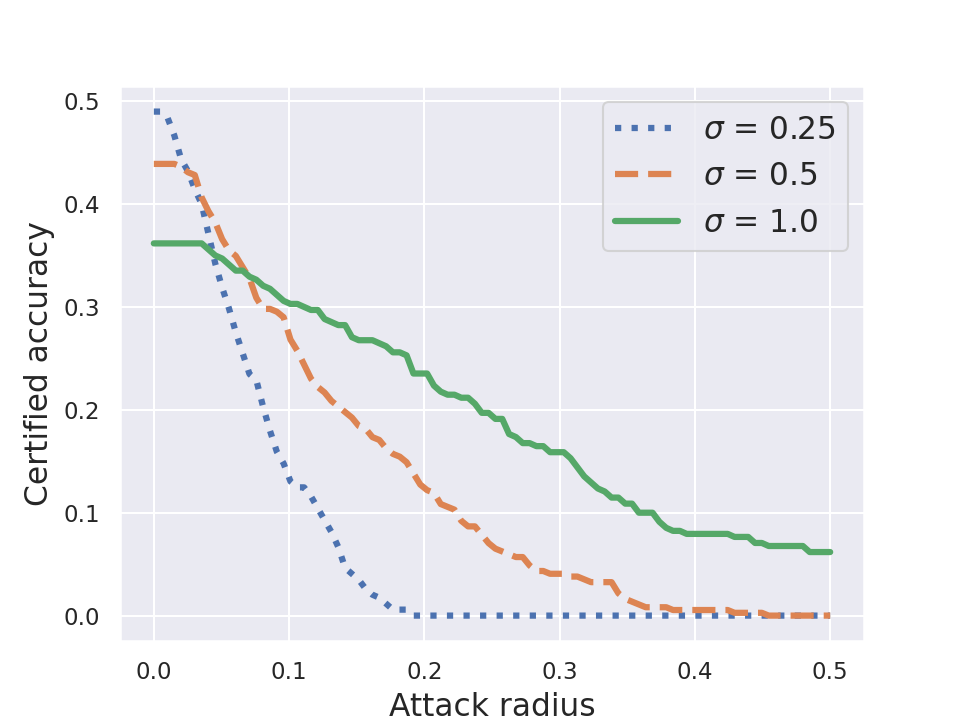 σ = 0.25
σ = 0.5
σ = 1.0
Certified accuracy
0.5
0.4
0.3
0.2
0.1
0.0
0.0 0.1 0.2 0.3 0.4 0.5
Attack radius